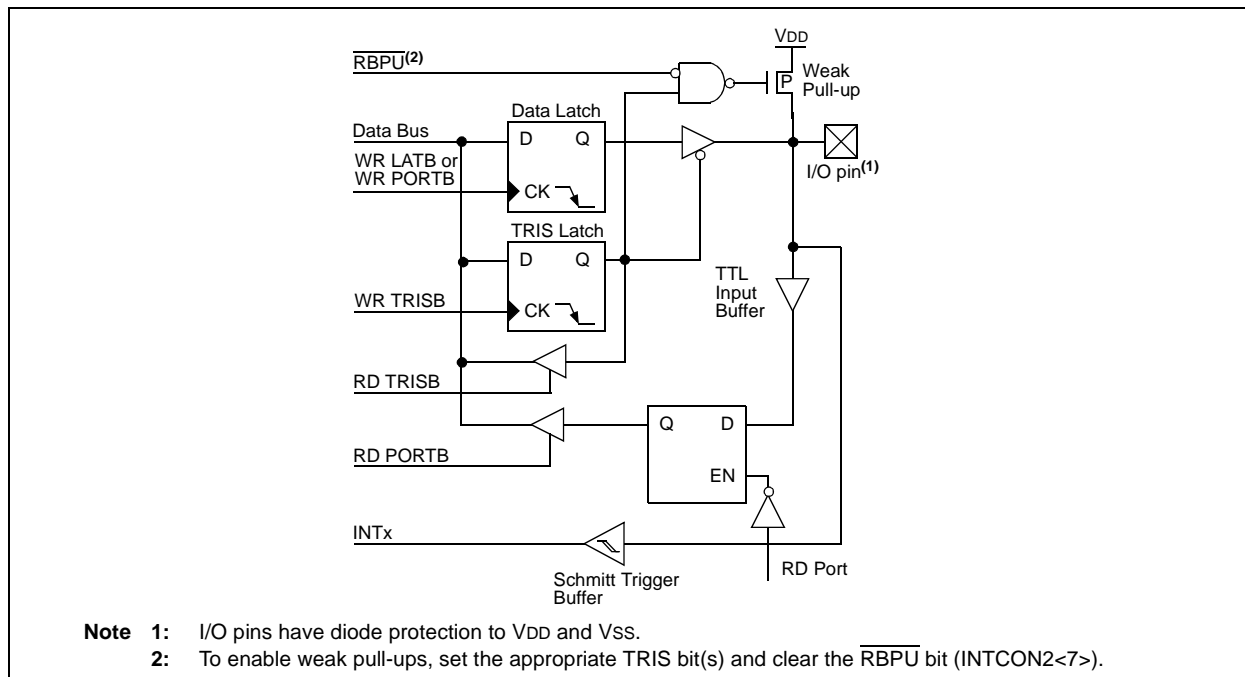 VDD
RBPU(2)
P
Weak
Pull-up
Data Latch
Data Bus
D Q
WR LATB or
WR PORTB
CK
I/O pin(1)
TRIS Latch
D Q
TTL
Input
Buffer
WR TRISB
CK
RD TRISB
Q D
RD PORTB
EN
INTx
RD Port
Schmitt Trigger
Buffer
Note 1: I/O pins have diode protection to VDD and VSS.
2: To enable weak pull-ups, set the appropriate TRIS bit(s) and clear the RBPU bit (INTCON2<7>).